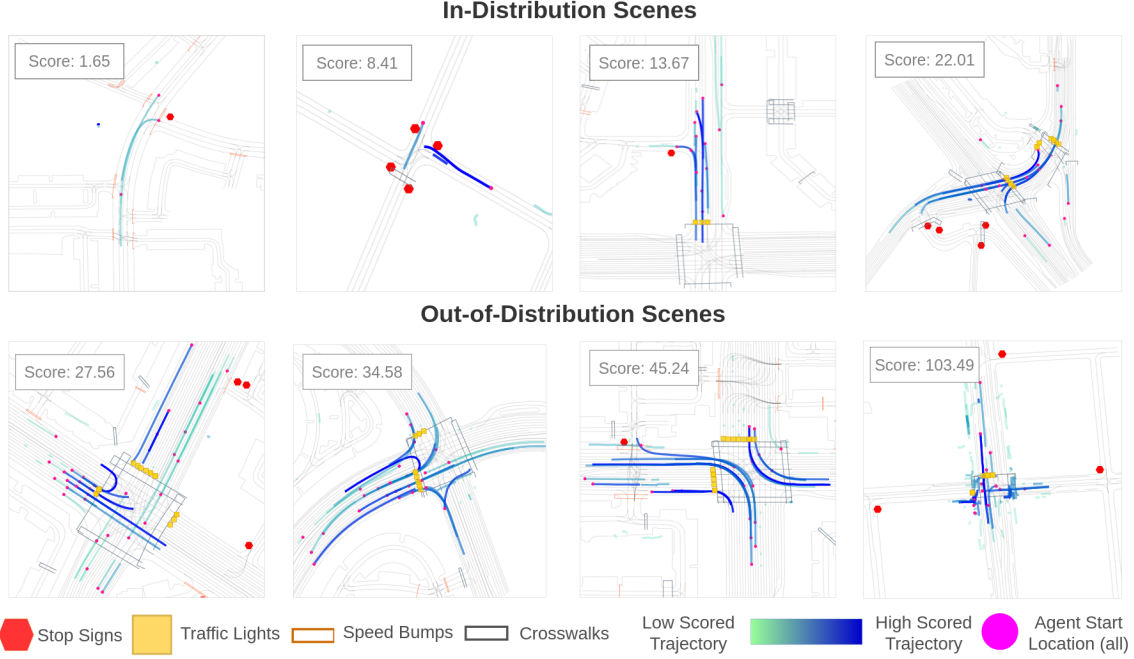 In-Distribution Scenes
Score: 1.65
Score: 8.41
Score: 13.67
Score: 22.01
Out-of-Distribution Scenes
Score: 27.56
Score: 34.58
Score: 45.24
Score: 103.49
Stop Signs
Traffic Lights
Speed Bumps
Crosswalks
Low Scored
Trajectory
High Scored
Trajectory
Agent Start
Location (all)